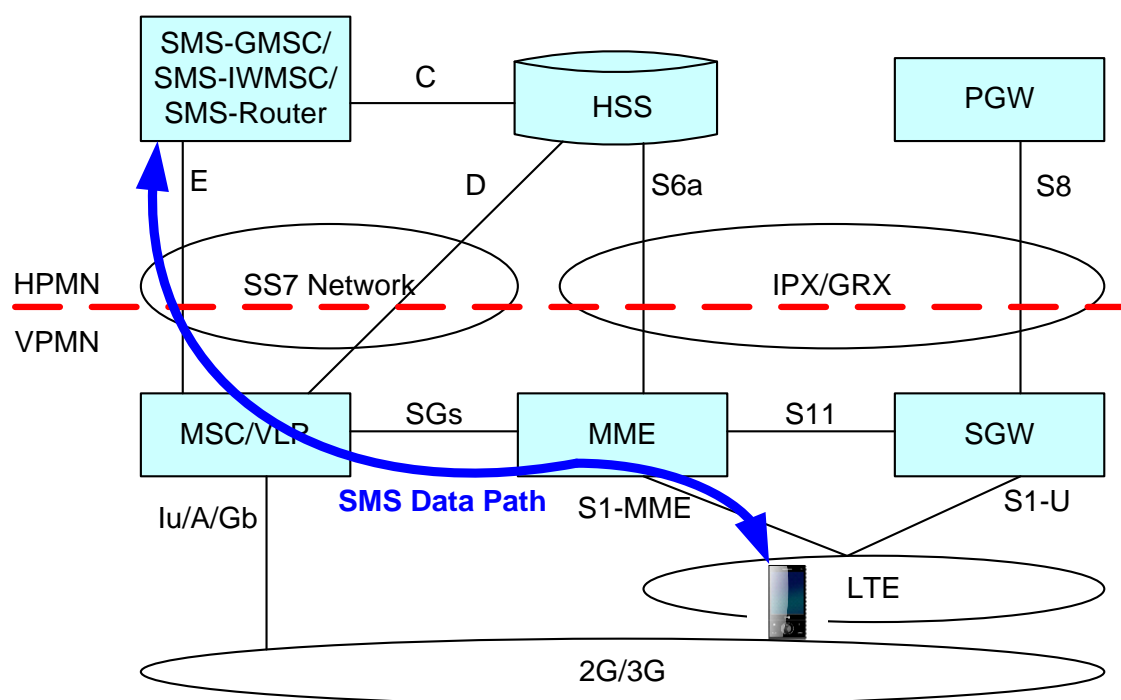 SMS-GMSC/
SMS-IWMSC/
SMS-Router
C
HSS
PGW
E
D
S6a
S8
HPMN
SS7 Network
IPX/GRX
VPMN
MSC/VLR
SGs
MME
S11
SGW
SMS Data Path
Iu/A/Gb
S1-MME
S1-U
LTE
2G/3G